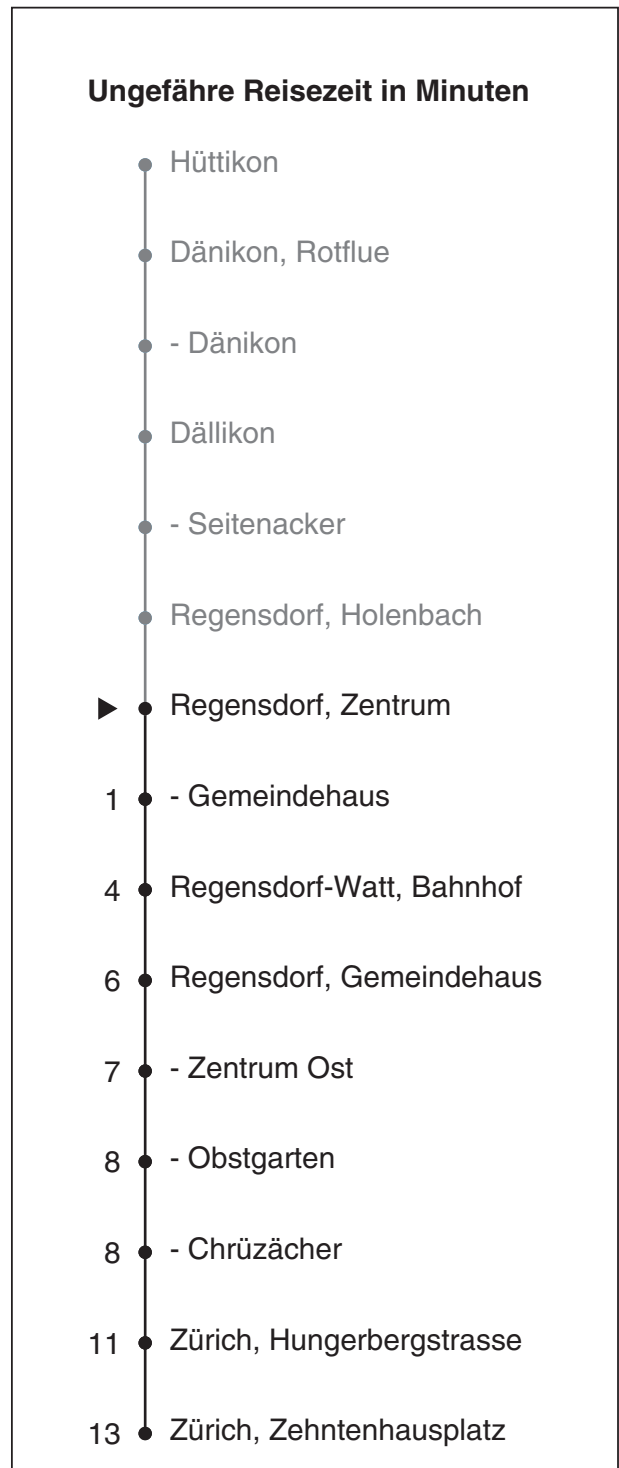 Ungefähre Reisezeit in Minuten
Hüttikon
Dänikon, Rotflue
- Dänikon
Dällikon
- Seitenacker
Regensdorf, Holenbach
Regensdorf, Zentrum
1 - Gemeindehaus
4 Regensdorf-Watt, Bahnhof
6 Regensdorf, Gemeindehaus
7 - Zentrum Ost
8 - Obstgarten
8 - Chrüzächer
11 Zürich, Hungerbergstrasse
13 Zürich, Zehntenhausplatz